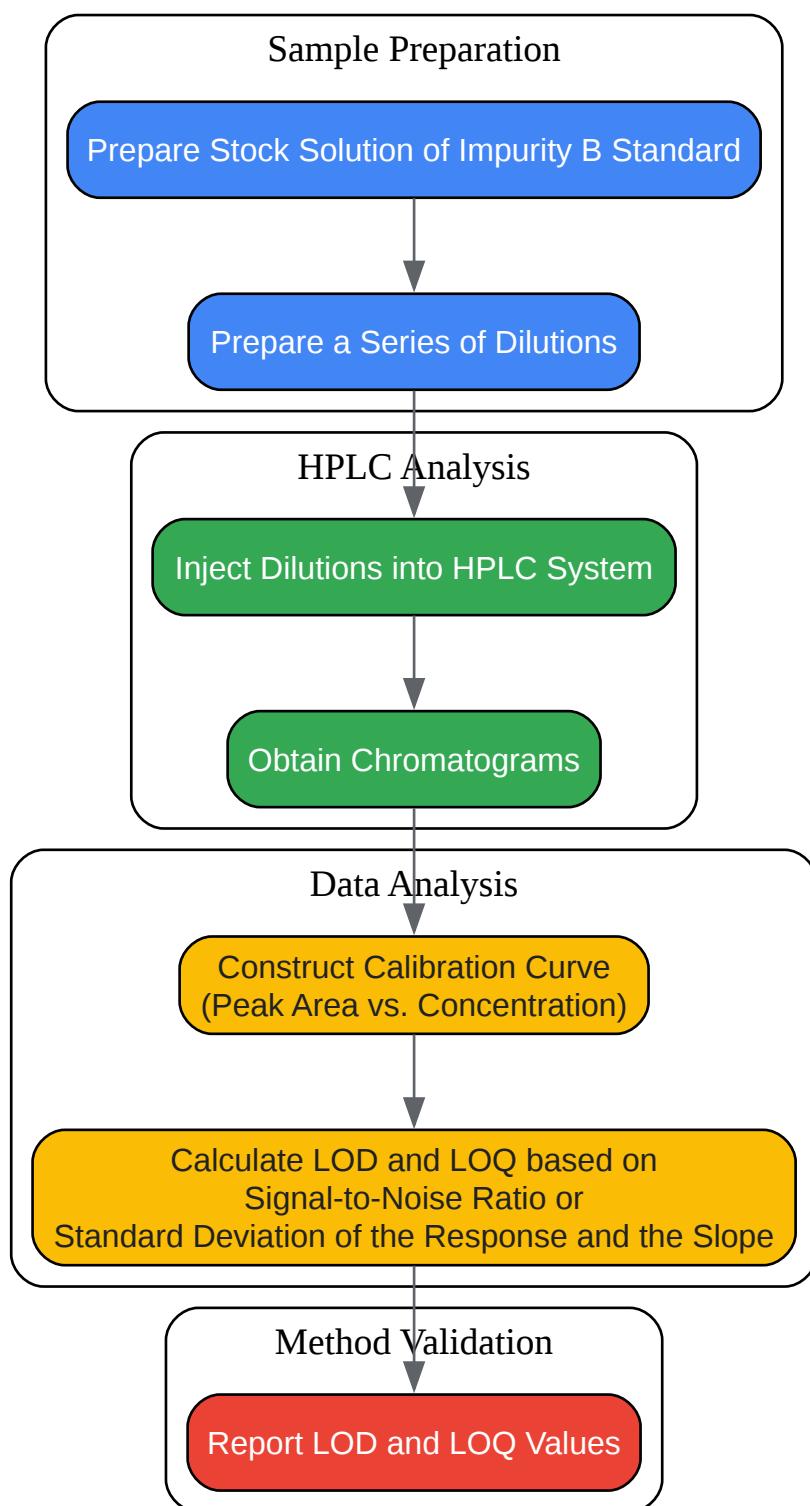 Sample Preparation
Prepare Stock Solution of Impurity B Standard
Prepare a Series of Dilutions
HPLC Analysis
Inject Dilutions into HPLC System
Obtain Chromatograms
Data Analysis
Construct Calibration Curve
(Peak Area vs. Concentration)
Calculate LOD and LOQ based on
Signal-to-Noise Ratio or
Standard Deviation of the Response and the Slope
Method Validation
Report LOD and LOQ Values